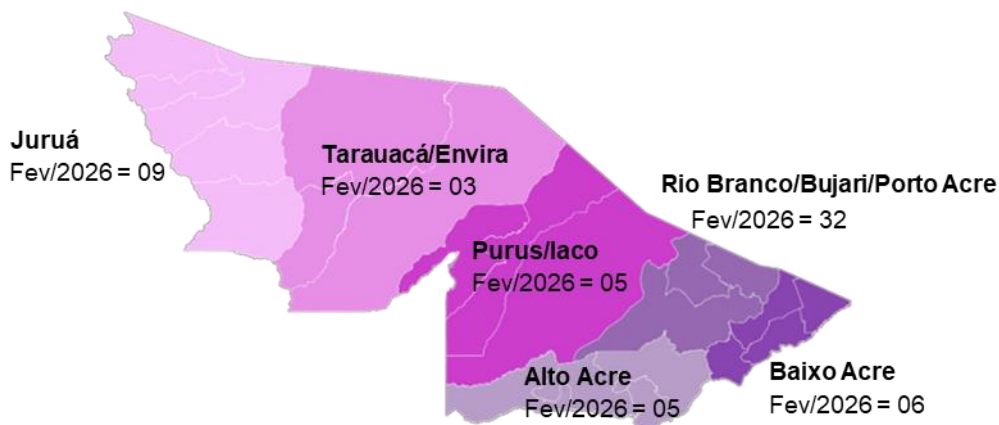 Juruá
Fev/2026 = 09
Tarauacá/Envira
Fev/2026 = 03
Rio Branco/Bujari/Porto Acre
Fev/2026 = 32
Purus/Iaco
Fev/2026 = 05
Alto Acre
Fev/2026 = 05
Baixo Acre
Fev/2026 = 06